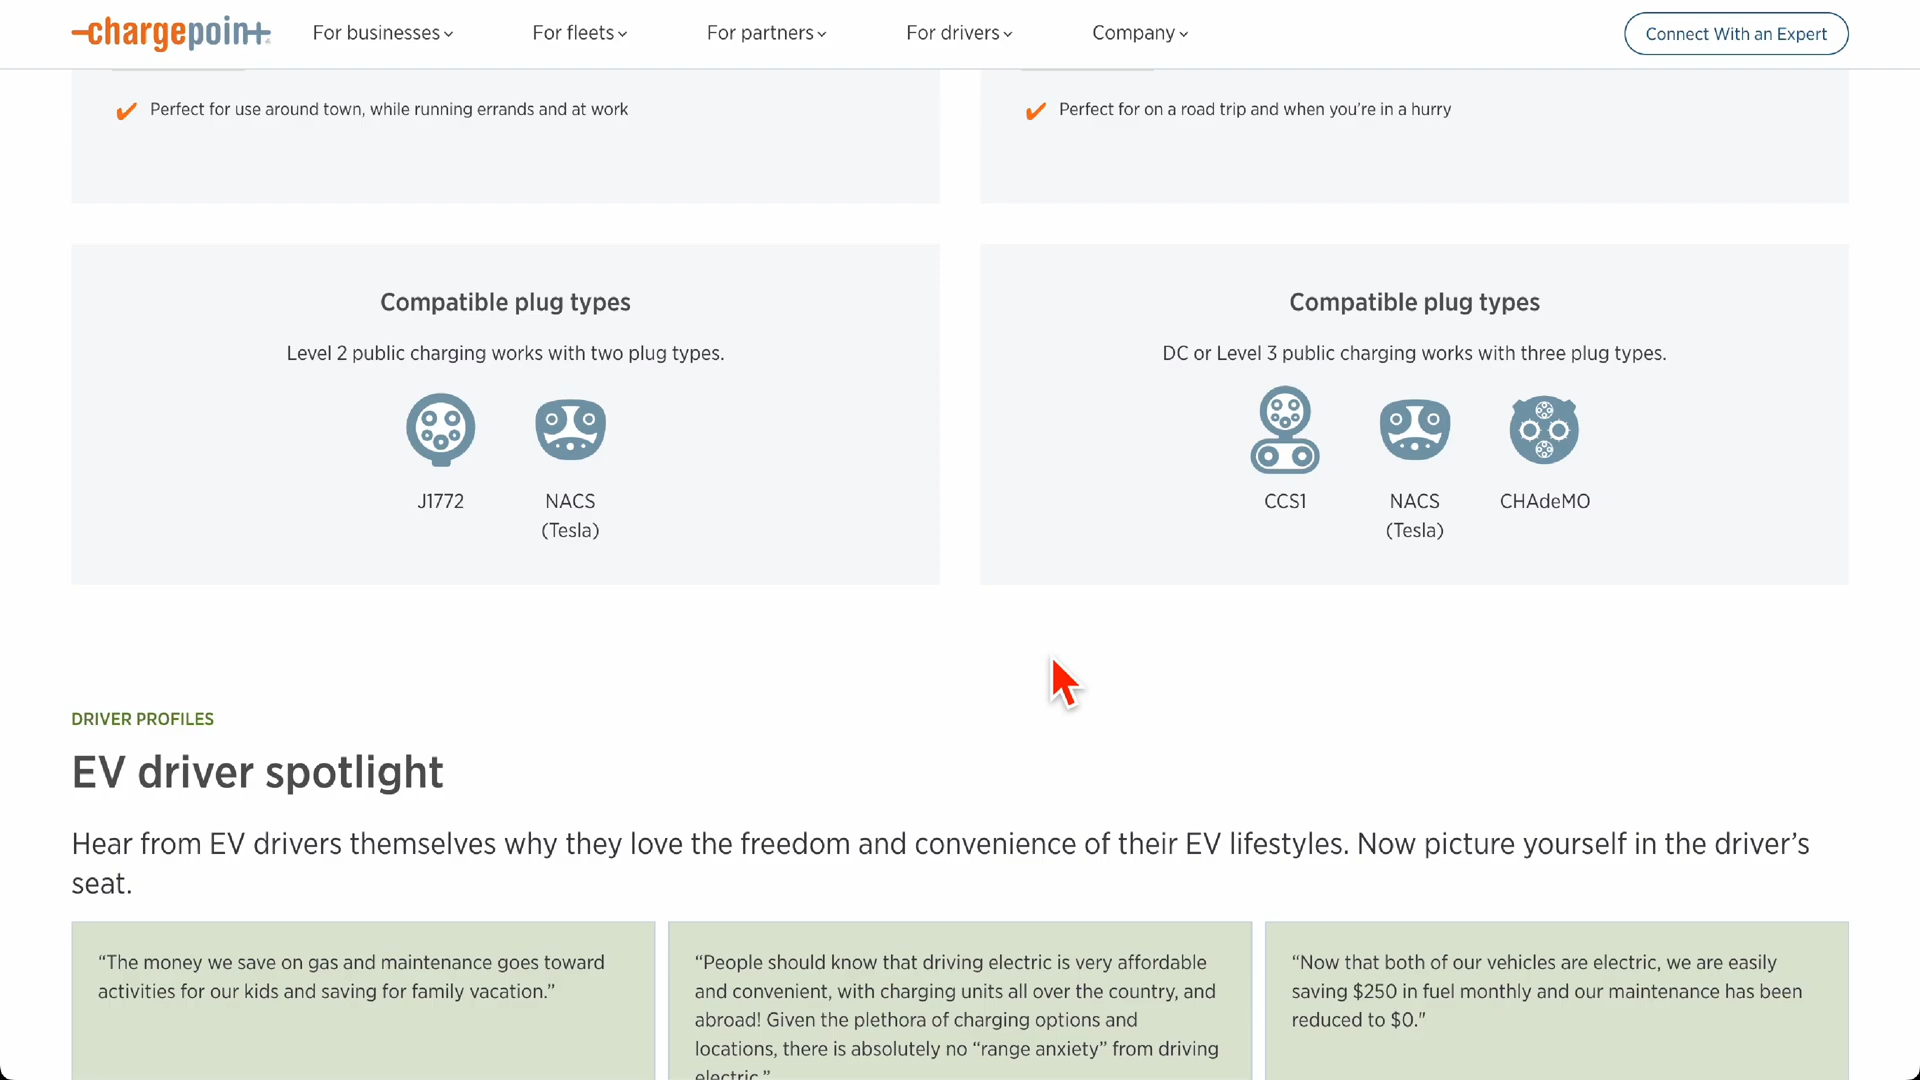 chargepoint
For businesses
For fleets
For partners
For drivers
Company
Connect With an Expert
Perfect for use around town, while running errands and at work
Perfect for on a road trip and when you’re in a hurry
Compatible plug types
Level 2 public charging works with two plug types.
J1772
NACS
(Tesla)
Compatible plug types
DC or Level 3 public charging works with three plug types.
CCS1
NACS
(Tesla)
CHAdeMO
DRIVER PROFILES
EV driver spotlight
Hear from EV drivers themselves why they love the freedom and convenience of their EV lifestyles. Now picture yourself in the driver’s
seat.
“The money we save on gas and maintenance goes toward
activities for our kids and saving for family vacation.”
“People should know that driving electric is very affordable
and convenient, with charging units all over the country, and
abroad! Given the plethora of charging options and
locations, there is absolutely no “range anxiety” from driving
electric.”
“Now that both of our vehicles are electric, we are easily
saving $250 in fuel monthly and our maintenance has been
reduced to $0."